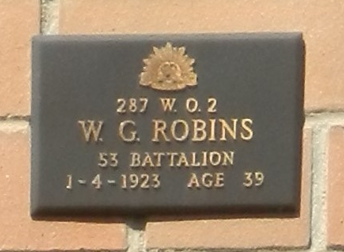 287 W. O. 2
W. G. ROBINS
53 BATTALION
1-4-1923 AGE 39